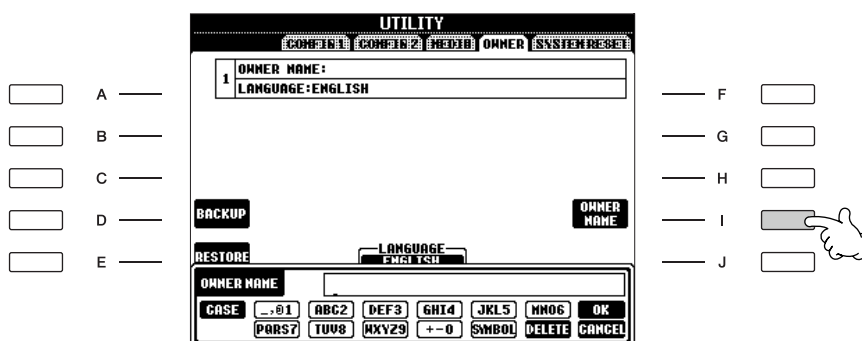 UTILITY
CONFIG 1 CONFIG 2 MEDIA OWNER SYSTEM RESET
1 OWNER NAME:
LANGUAGE:ENGLISH
A
B
C
D
E
F
G
H
I
J
BACKUP
OWNER NAME
RESTORE
LANGUAGE
ENGLISH
OWNER NAME
CASE _,@1 ABC2 DEF3 GHI4 JKL5 MNO6 OK
PQRS7 TUV8 WXYZ9 +-0 SYMBOL DELETE CANCEL